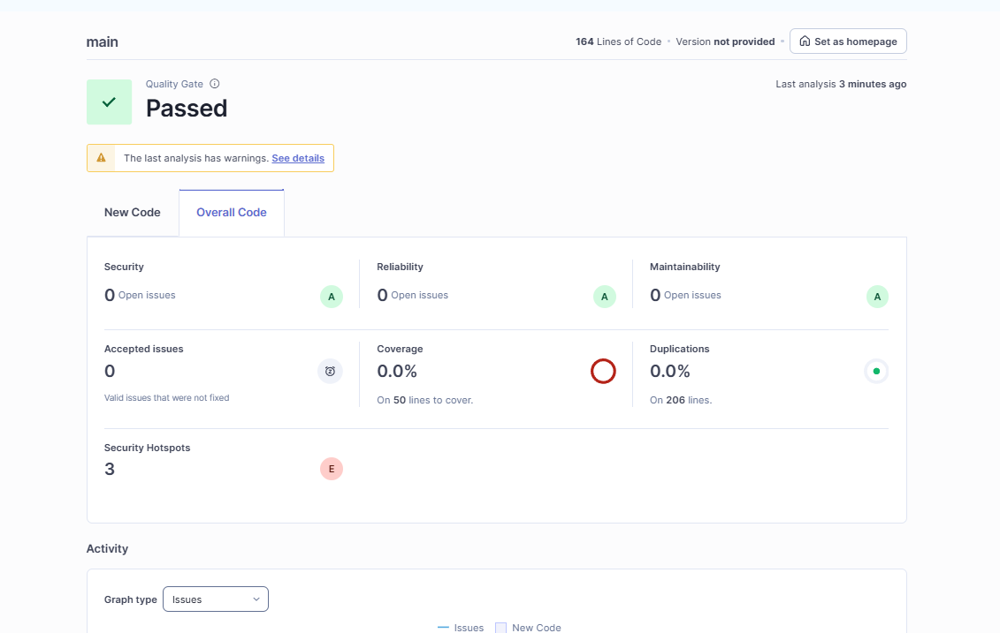 main
164 Lines of Code • Version not provided • Set as homepage
Quality Gate
Last analysis 3 minutes ago
Passed
The last analysis has warnings. See details
New Code Overall Code
Security Reliability Maintainability
0 Open issues A 0 Open issues A 0 Open issues A
Accepted issues Coverage Duplications
0 0.0% 0.0%
Valid issues that were not fixed On 50 lines to cover. On 206 lines.
Security Hotspots
3 E
Activity
Graph type Issues
Issues New Code